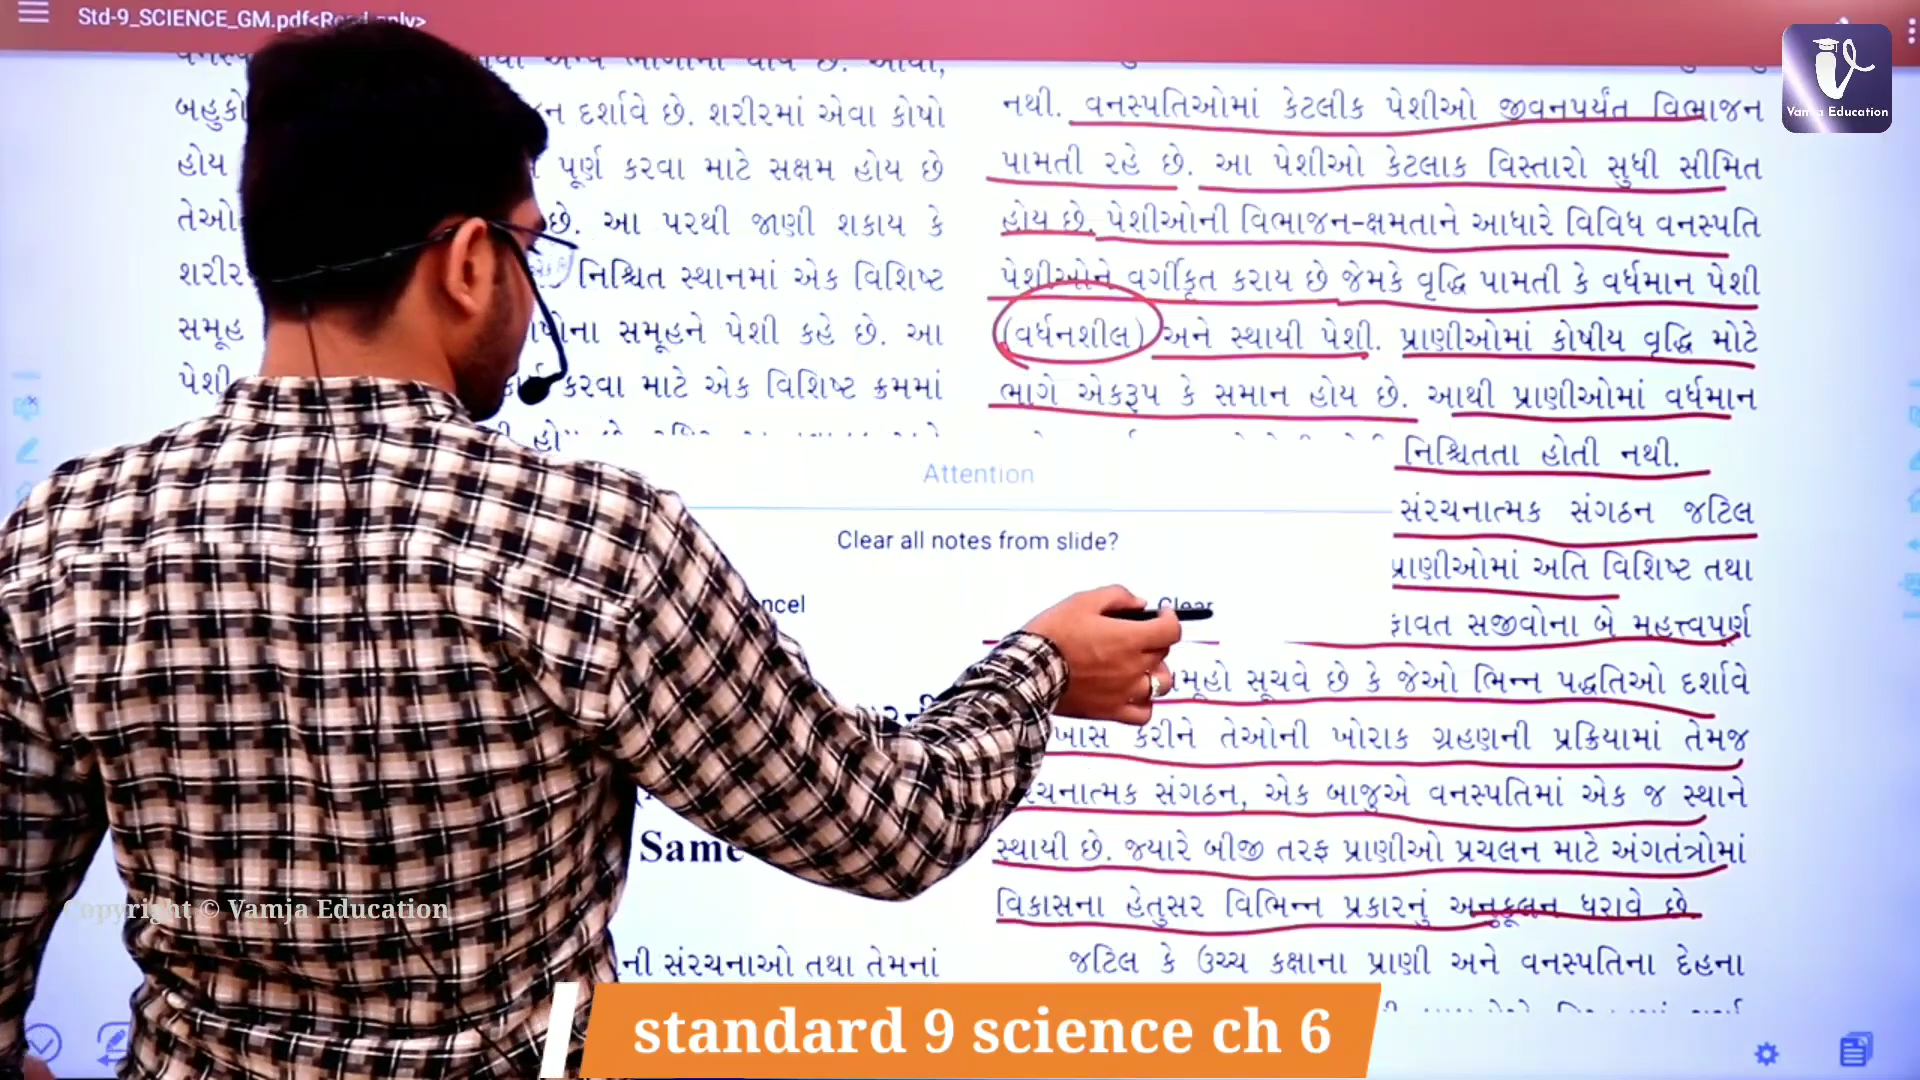 Std-9_SCIENCE_GM.pdf<Read only>
Vamja Education
દર્શાવે છે. શરીરમાં એવા કોષો
હોય પૂર્ણ કરવા માટે સક્ષમ હોય છે
તેઓ છે. આ પરથી જાણી શકાય કે
નિશ્ચિત સ્થાનમાં એક વિશિષ્ટ
સમૂહ સમૂહને પેશી કહે છે. આ
પેશી કરવા માટે એક વિશિષ્ટ ક્રમમાં
Attention
Clear all notes from slide?
Clear
Same
સંરચનાઓ તથા તેમનાં
નથી. વનસ્પતિઓમાં કેટલીક પેશીઓ જીવનપર્યંત વિભાજન
પામતી રહે છે. આ પેશીઓ કેટલાક વિસ્તારો સુધી સીમિત
હોય છે. પેશીઓની વિભાજન-ક્ષમતાને આધારે વિવિધ વનસ્પતિ
પેશીઓને વર્ગીકૃત કરાય છે જેમકે વૃદ્ધિ પામતી કે વર્ધમાન પેશી
(વર્ધનશીલ) અને સ્થાયી પેશી. પ્રાણીઓમાં કોષીય વૃદ્ધિ મોટે
ભાગે એકરૂપ કે સમાન હોય છે. આથી પ્રાણીઓમાં વર્ધમાન
નિશ્ચિતતા હોતી નથી.
સંરચનાત્મક સંગઠન જટિલ
પ્રાણીઓમાં અતિ વિશિષ્ટ તથા
સજીવોના બે મહત્ત્વપૂર્ણ
સૂચવે છે કે જેઓ ભિન્ન પદ્ધતિઓ દર્શાવે
ખાસ કરીને તેઓની ખોરાક ગ્રહણની પ્રક્રિયામાં તેમજ
સંગઠન, એક બાજુએ વનસ્પતિમાં એક જ સ્થાને
સ્થાયી છે. જ્યારે બીજી તરફ પ્રાણીઓ પ્રચલન માટે અંગતંત્રોમાં
વિકાસના હેતુસર વિભિન્ન પ્રકારનું અનુકૂલન ધરાવે છે.
જટિલ કે ઉચ્ચ કક્ષાના પ્રાણી અને વનસ્પતિના દેહના
Copyright © Vamja Education
standard 9 science ch 6